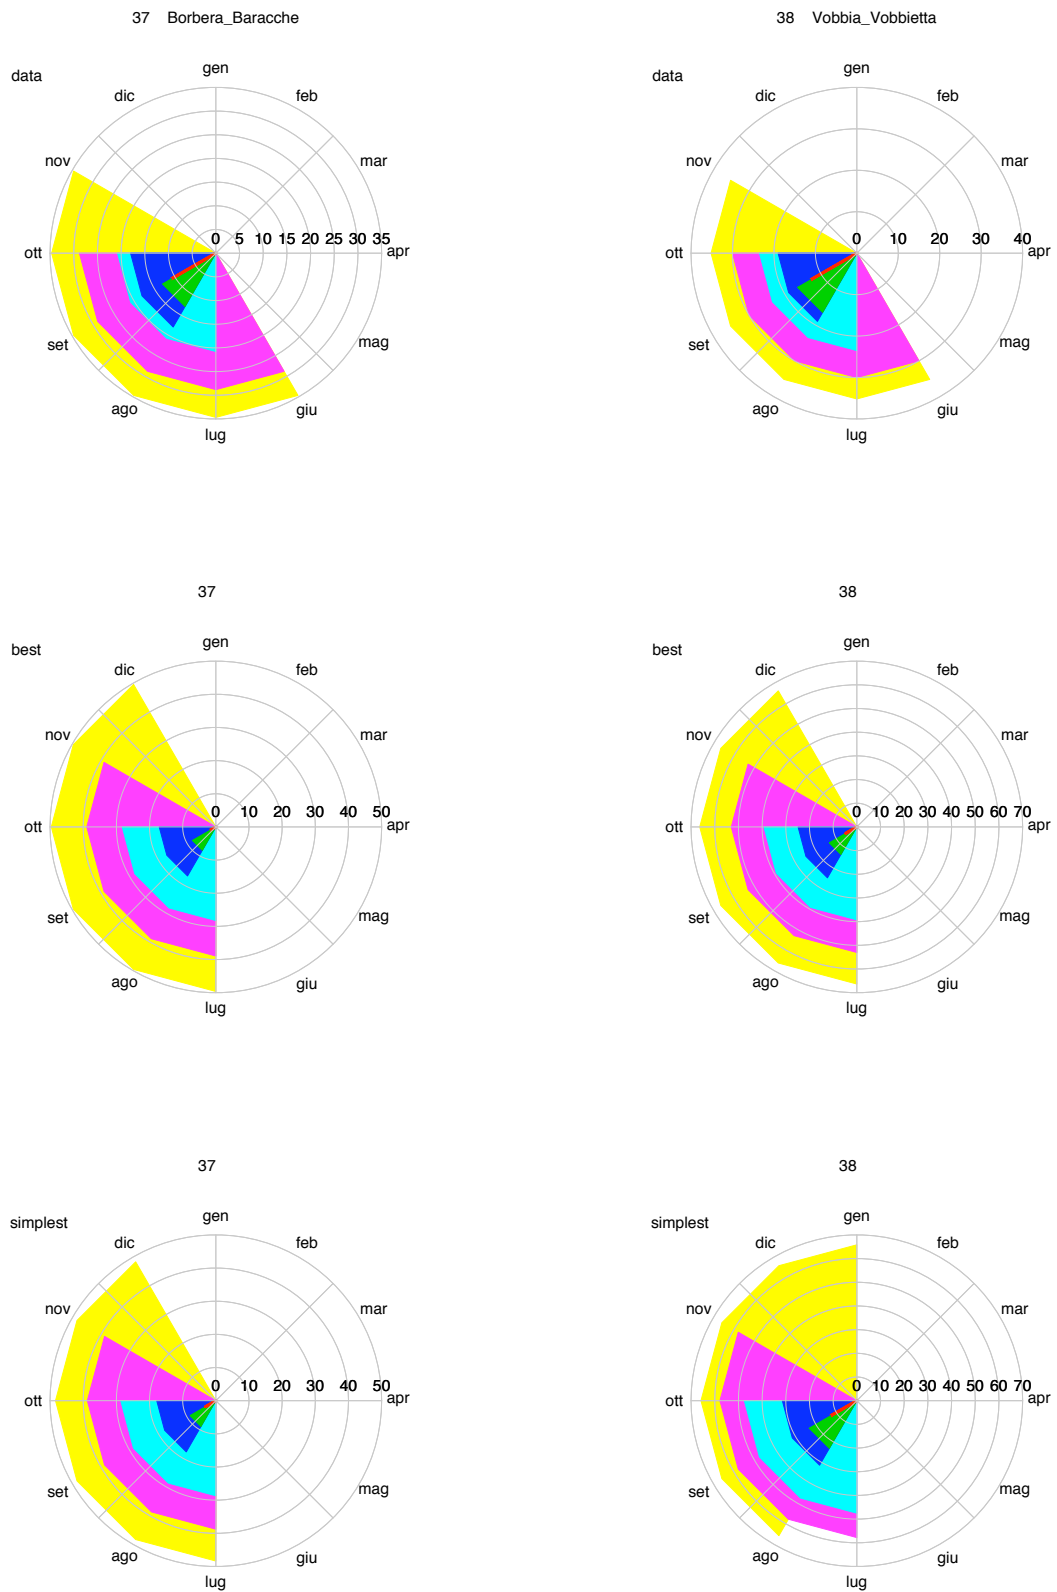 37 Borbera_Baracche
38 Vobbia_Vobbietta
data
gen
dic
feb
nov
mar
0 5 10 15 20 25 30 35
ott
apr
set
mag
ago
giu
lug
data
gen
dic
feb
nov
mar
0 10 20 30 40
ott
apr
set
mag
ago
giu
lug
37
best
gen
dic
feb
nov
mar
0 10 20 30 40 50
ott
apr
set
mag
ago
giu
lug
38
best
gen
dic
feb
nov
mar
0 10 20 30 40 50 60 70
ott
apr
set
mag
ago
giu
lug
37
simplest
gen
dic
feb
nov
mar
0 10 20 30 40 50
ott
apr
set
mag
ago
giu
lug
38
simplest
gen
dic
feb
nov
mar
0 10 20 30 40 50 60 70
ott
apr
set
mag
ago
giu
lug